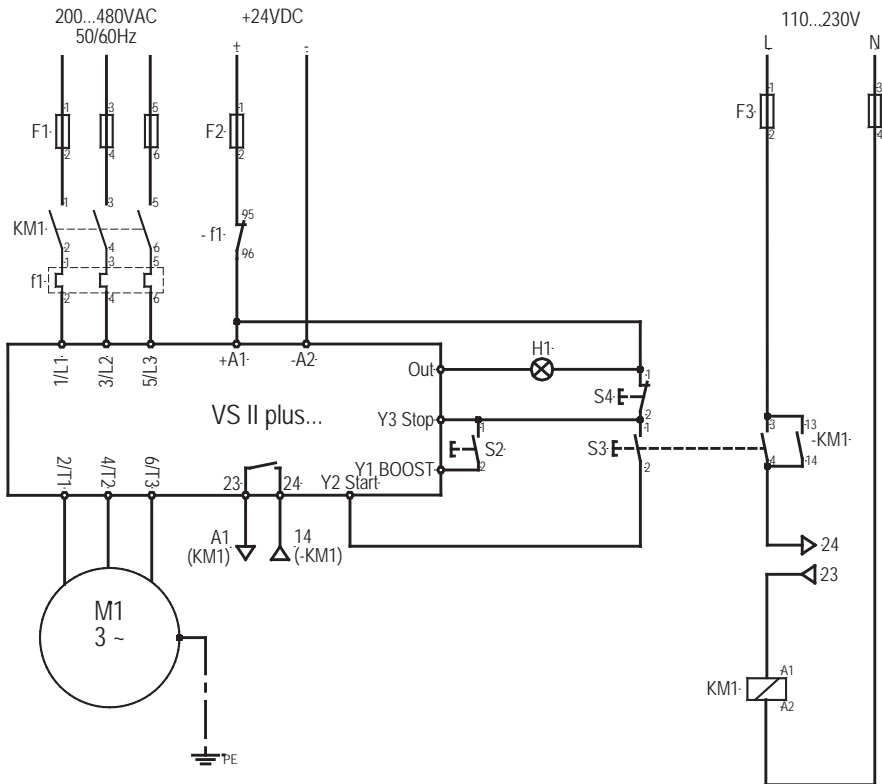 200...480VAC
50/60Hz
+24VDC
110...230V
+
-
L
N
1
3
5
1
1
3
F1
F2
F3
2
4
6
2
2
4
1
3
5
95
KM1
- f1
2
4
6
96
1
3
5
f1
2
4
6
1/L1
3/L2
5/L3
+A1
-A2
Out
H1
1
S4
2
VS II plus...
Y3 Stop
1
S2
2
1
S3
2
3
13
-KM1
4
14
Y1 BOOST
2/T1
4/T2
6/T3
23
24
Y2 Start
A1
(KM1)
14
(-KM1)
24
23
M1
3 ~
KM1
A1
A2
PE